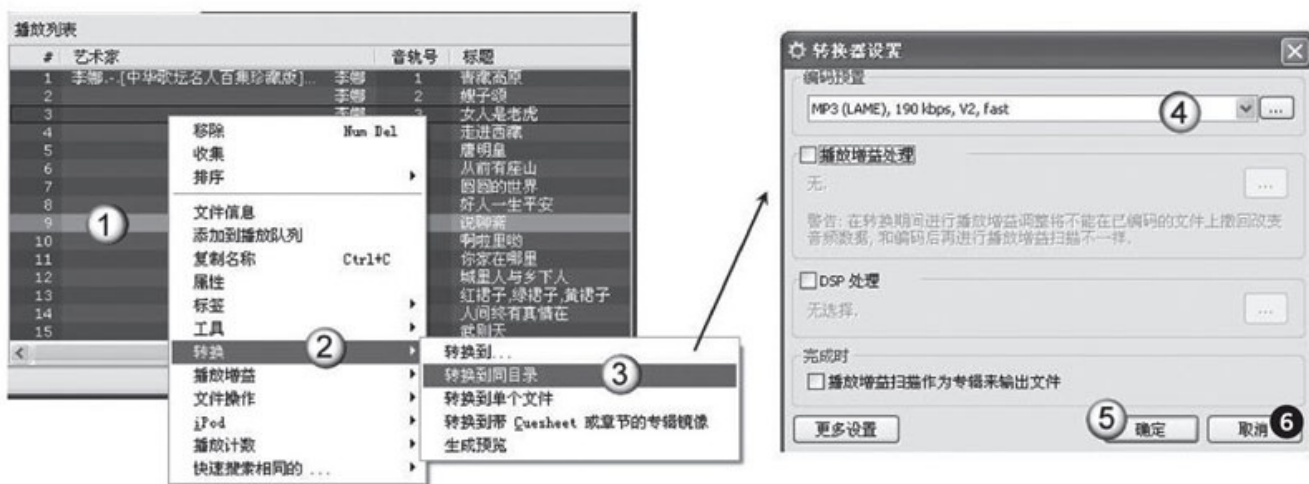 播放列表
# 艺术家 音轨号 标题
1 李娜.-.[中华歌坛名人百集珍藏版]... 李娜 1 青藏高原
2 李娜 2 嫂子颂
3 李娜 3 女人是老虎
4 走进西藏
5 唐明皇
6 从前有座山
7 圆圆的世界
8 好人一生平安
9 说聊斋
10 啊啦里哟
11 你家在哪里
12 城里人与乡下人
13 红裙子,绿裙子,黄裙子
14 人间终有真情在
15 武则天
①
移除 Num Del
收集
排序
文件信息
添加到播放队列
复制名称 Ctrl+C
属性
标签
工具
转换 ②
播放增益
文件操作
iPod
播放计数
快速搜索相同的 ...
转换到...
转换到同目录 ③
转换到单个文件
转换到带 Cuesheet 或章节的专辑镜像
生成预览
转换器设置
编码预置
MP3 (LAME), 190 kbps, V2, fast ④ ...
播放增益处理
无.
...
警告: 在转换期间进行播放增益调整将不能在已编码的文件上撤回改变
音频数据, 和编码后再进行播放增益扫描不一样.
DSP 处理
无选择.
...
完成时
播放增益扫描作为专辑来输出文件
更多设置 ⑤ 确定 取消 ❻